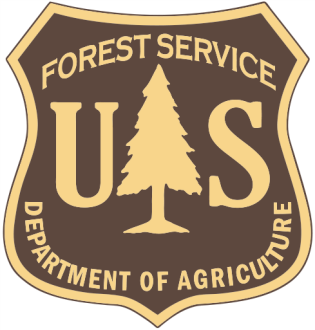 FOREST SERVICE
U S
DEPARTMENT OF AGRICULTURE